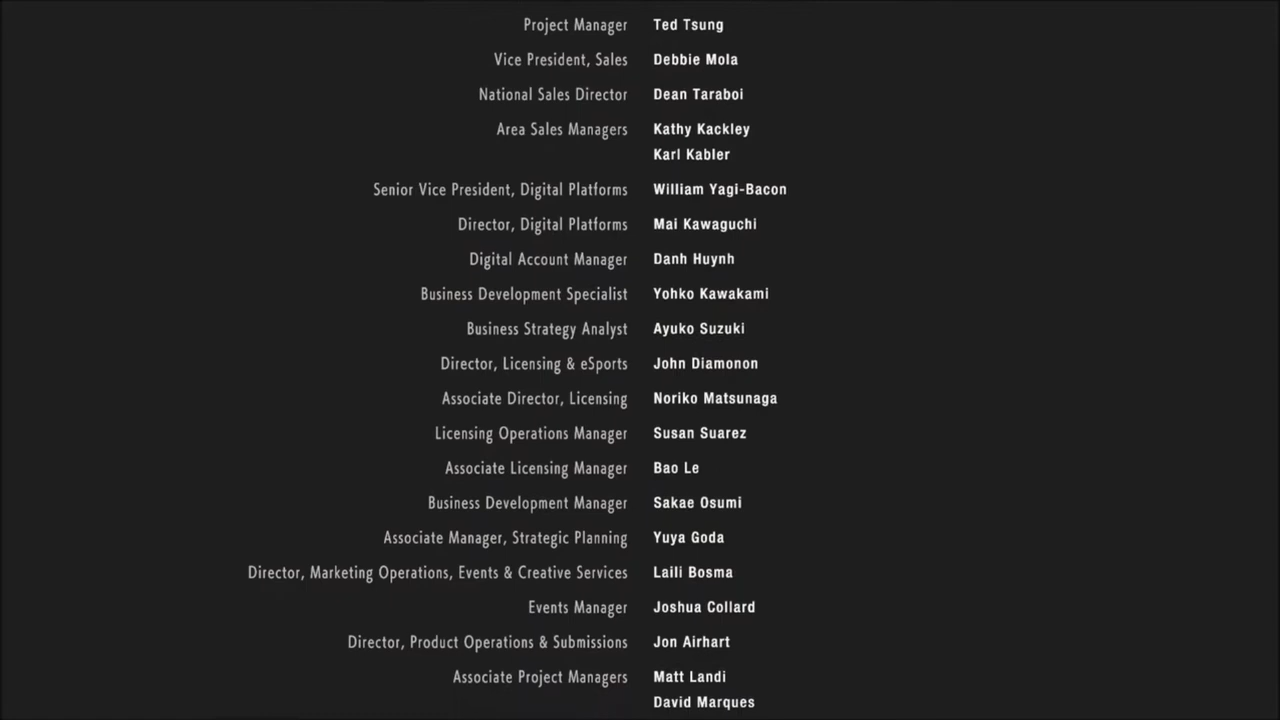 Project Manager Ted Tsung
Vice President, Sales Debbie Mola
National Sales Director Dean Taraboi
Area Sales Managers Kathy Kackley
Karl Kabler
Senior Vice President, Digital Platforms William Yagi-Bacon
Director, Digital Platforms Mai Kawaguchi
Digital Account Manager Danh Huynh
Business Development Specialist Yohko Kawakami
Business Strategy Analyst Ayuko Suzuki
Director, Licensing & eSports John Diamonon
Associate Director, Licensing Noriko Matsunaga
Licensing Operations Manager Susan Suarez
Associate Licensing Manager Bao Le
Business Development Manager Sakae Osumi
Associate Manager, Strategic Planning Yuya Goda
Director, Marketing Operations, Events & Creative Services Laili Bosma
Events Manager Joshua Collard
Director, Product Operations & Submissions Jon Airhart
Associate Project Managers Matt Landi
David Marques